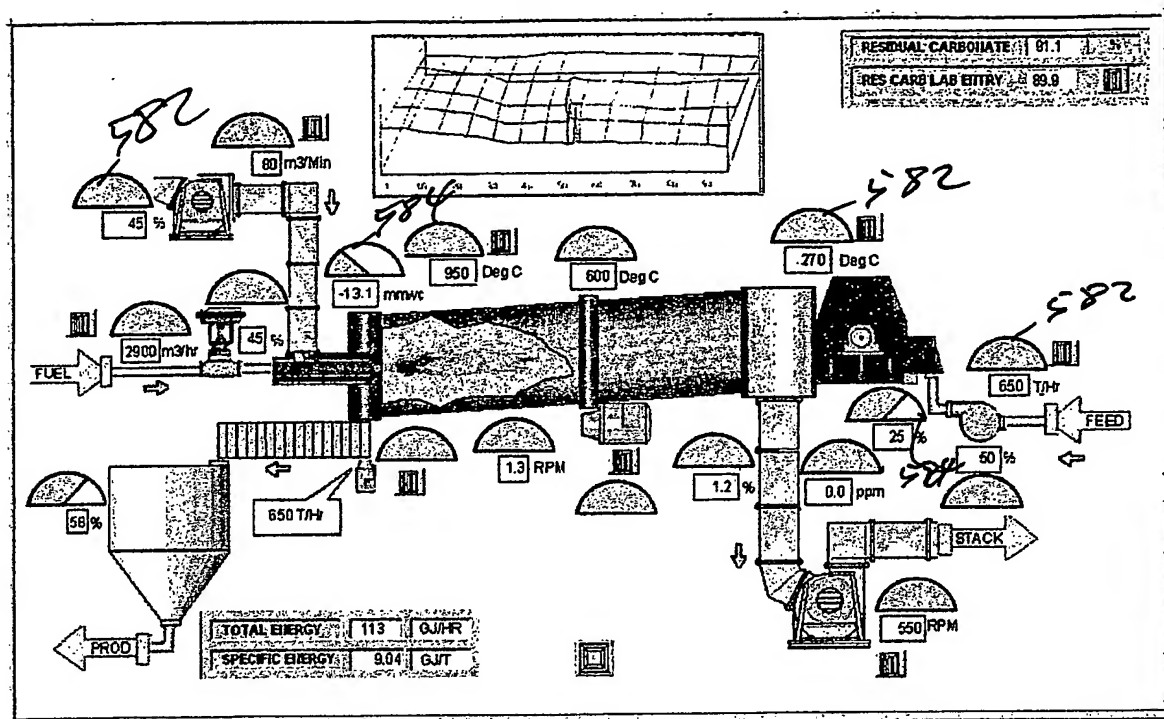 RESIDUAL CARBONATE 91.1 %
RES CARB LAB ENTRY 89.9
582
80 m3/Min
45 %
584
582
-13.1 mmwc
950 Deg C
600 Deg C
.270 Deg C
582
2900 m3/hr
45 %
650 T/Hr
FUEL
FEED
25 %
1.3 RPM
1.2 %
0.0 ppm
584
50 %
58 %
650 T/Hr
STACK
550 RPM
PROD
TOTAL ENERGY 113 GJ/HR
SPECIFIC ENERGY 9.04 GJ/T